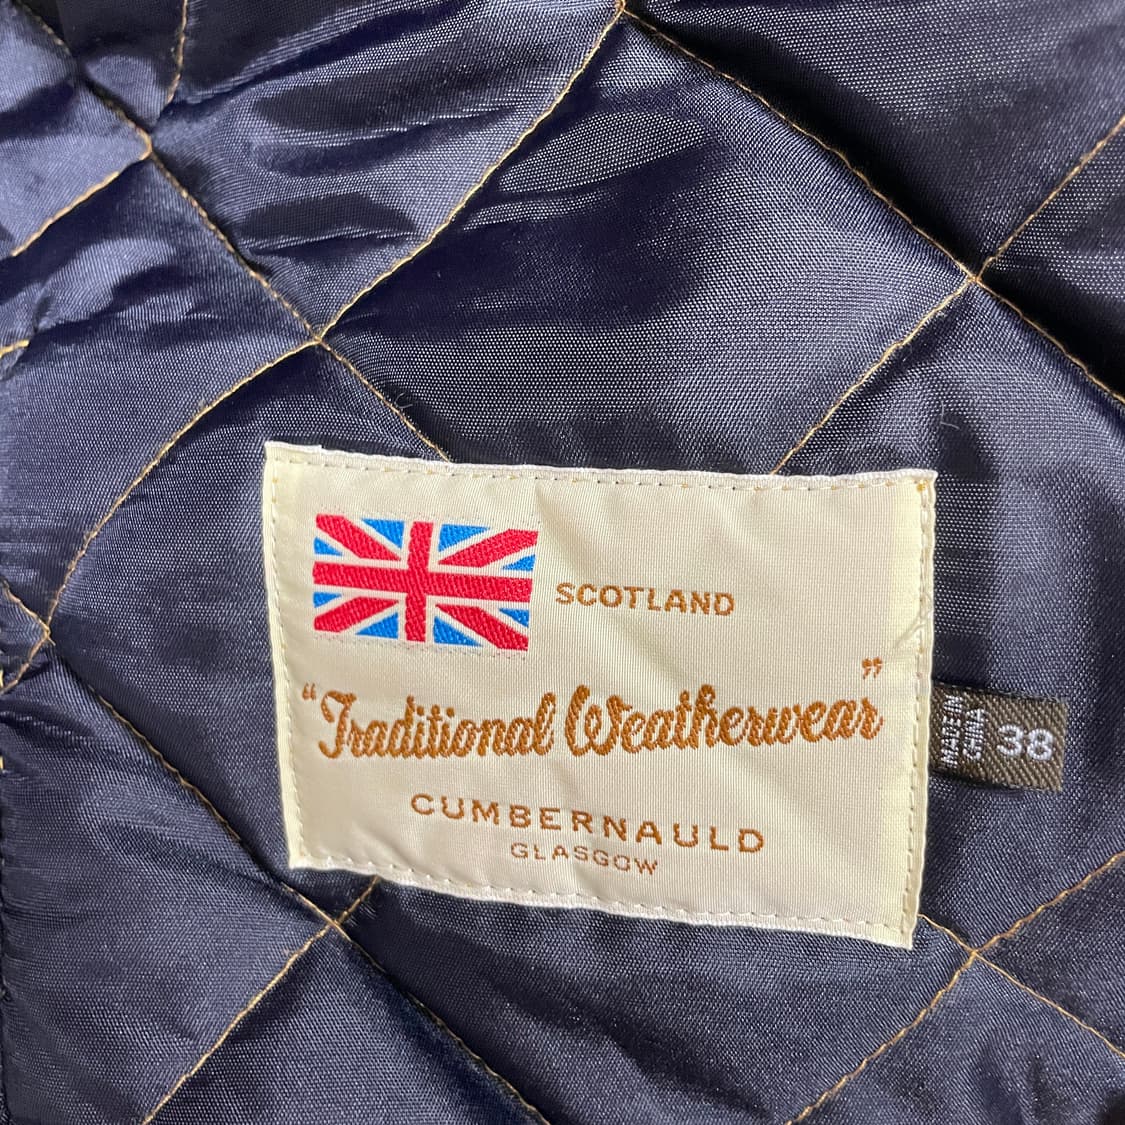 SCOTLAND
“Traditional Weatherwear”
CUMBERNAULD
GLASGOW
38